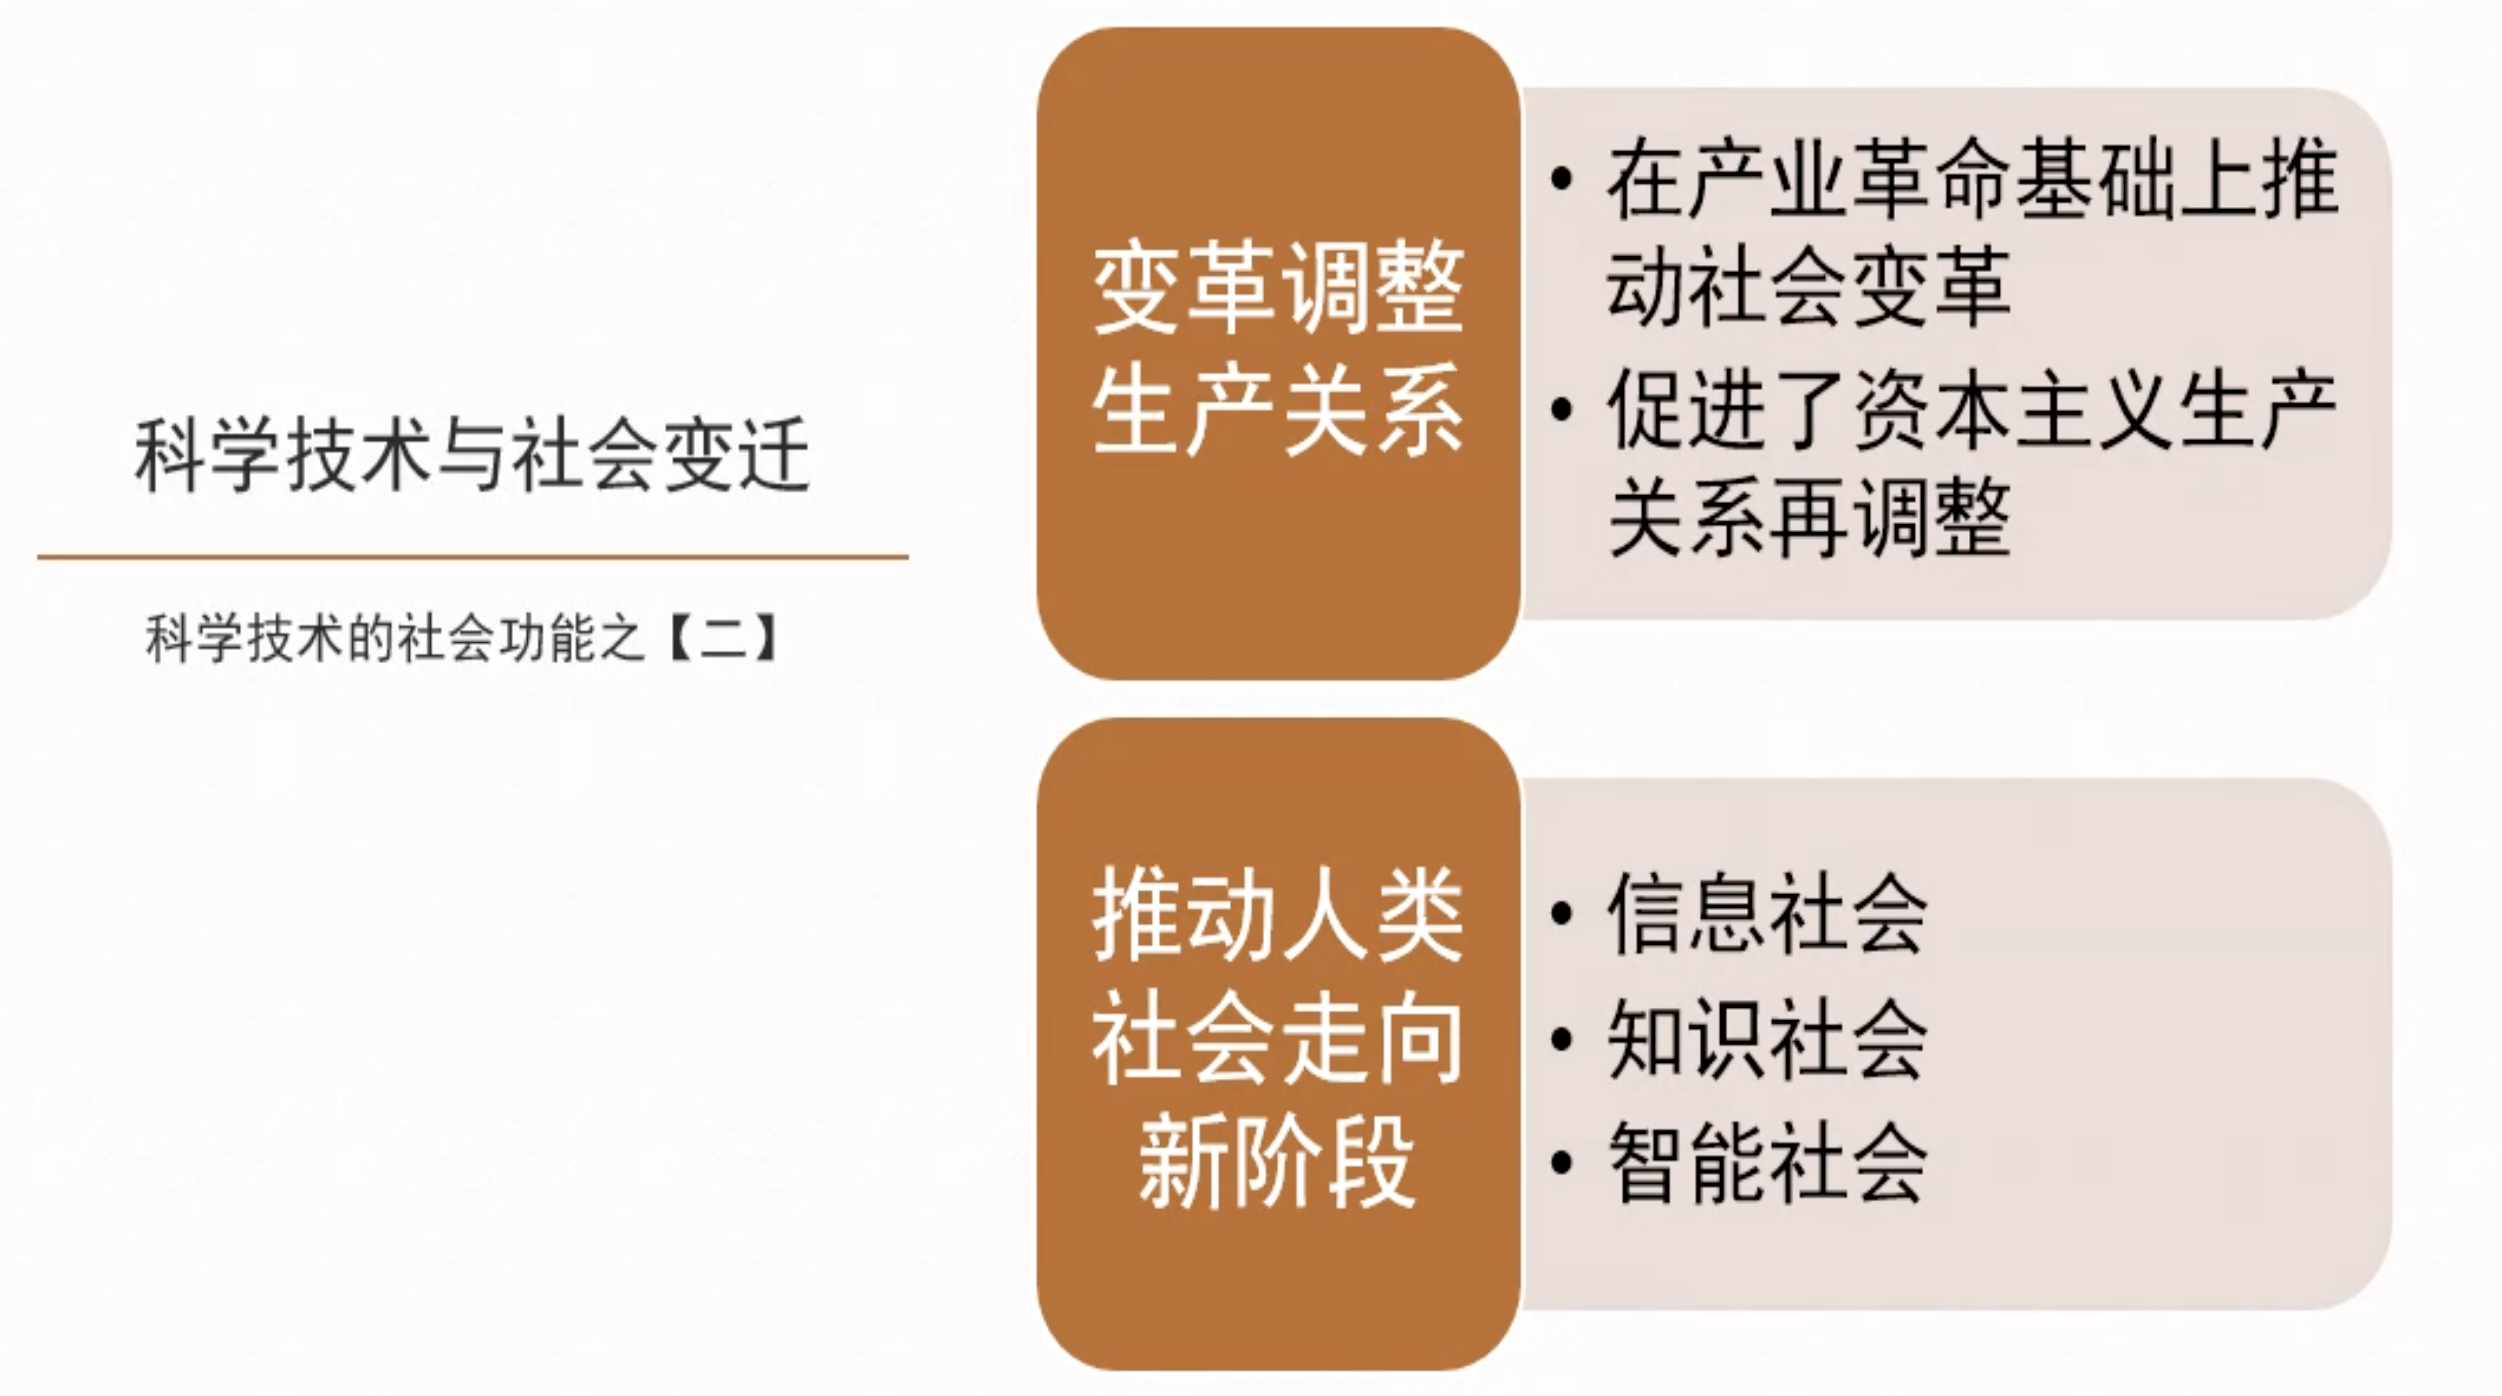 科学技术与社会变迁
科学技术的社会功能之【二】
变革调整
生产关系
• 在产业革命基础上推
动社会变革
• 促进了资本主义生产
关系再调整
推动人类
社会走向
新阶段
• 信息社会
• 知识社会
• 智能社会